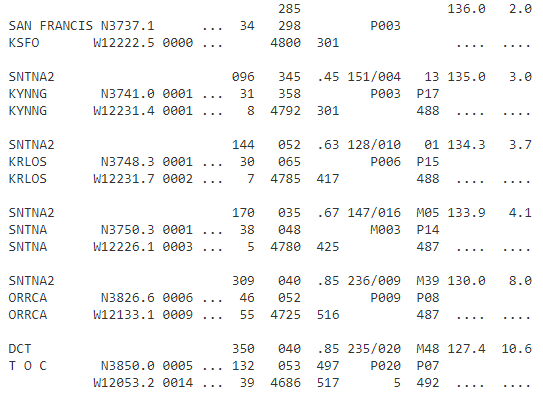 285 136.0 2.0
SAN FRANCIS N3737.1 ... 34 298 P003
KSFO W12222.5 0000 ... 4800 301 .... ....
SNTNA2 096 345 .45 151/004 13 135.0 3.0
KYNNG N3741.0 0001 ... 31 358 P003 P17
KYNNG W12231.4 0001 ... 8 4792 301 488 .... ....
SNTNA2 144 052 .63 128/010 01 134.3 3.7
KRLOS N3748.3 0001 ... 30 065 P006 P15
KRLOS W12231.7 0002 ... 7 4785 417 488 .... ....
SNTNA2 170 035 .67 147/016 M05 133.9 4.1
SNTNA N3750.3 0001 ... 38 048 M003 P14
SNTNA W12226.1 0003 ... 5 4780 425 487 .... ....
SNTNA2 309 040 .85 236/009 M39 130.0 8.0
ORRCA N3826.6 0006 ... 46 052 P009 P08
ORRCA W12133.1 0009 ... 55 4725 516 487 .... ....
DCT 350 040 .85 235/020 M48 127.4 10.6
T O C N3850.0 0005 ... 132 053 497 P020 P07
W12053.2 0014 ... 39 4686 517 5 492 .... ....